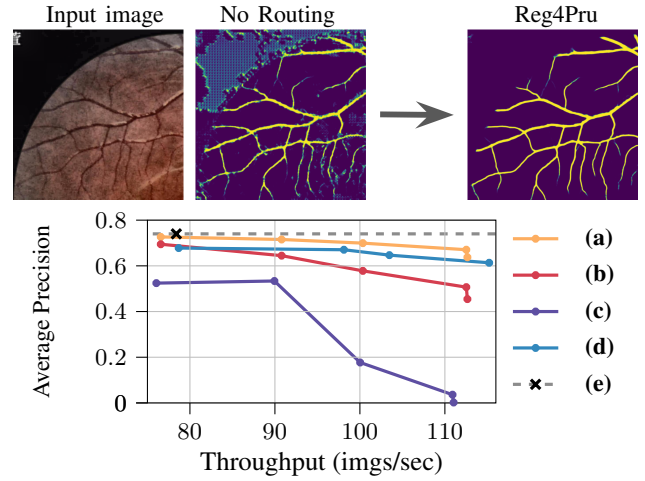 Input image
No Routing
Reg4Pru
0.8
0.6
0.4
0.2
0
Average Precision
80
90
100
110
Throughput (imgs/sec)
(a)
(b)
(c)
(d)
(e)